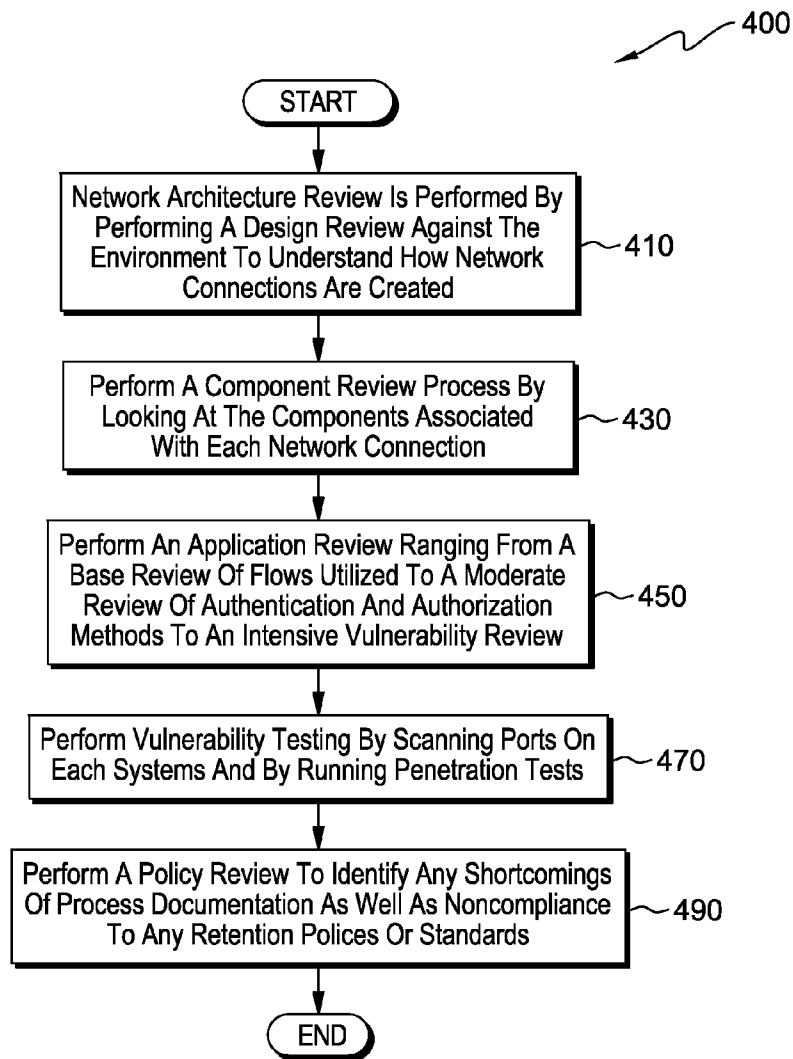 400
START
Network Architecture Review Is Performed By
Performing A Design Review Against The
Environment To Understand How Network
Connections Are Created
410
Perform A Component Review Process By
Looking At The Components Associated
With Each Network Connection
430
Perform An Application Review Ranging From A
Base Review Of Flows Utilized To A Moderate
Review Of Authentication And Authorization
Methods To An Intensive Vulnerability Review
450
Perform Vulnerability Testing By Scanning Ports On
Each Systems And By Running Penetration Tests
470
Perform A Policy Review To Identify Any Shortcomings
Of Process Documentation As Well As Noncompliance
To Any Retention Polices Or Standards
490
END